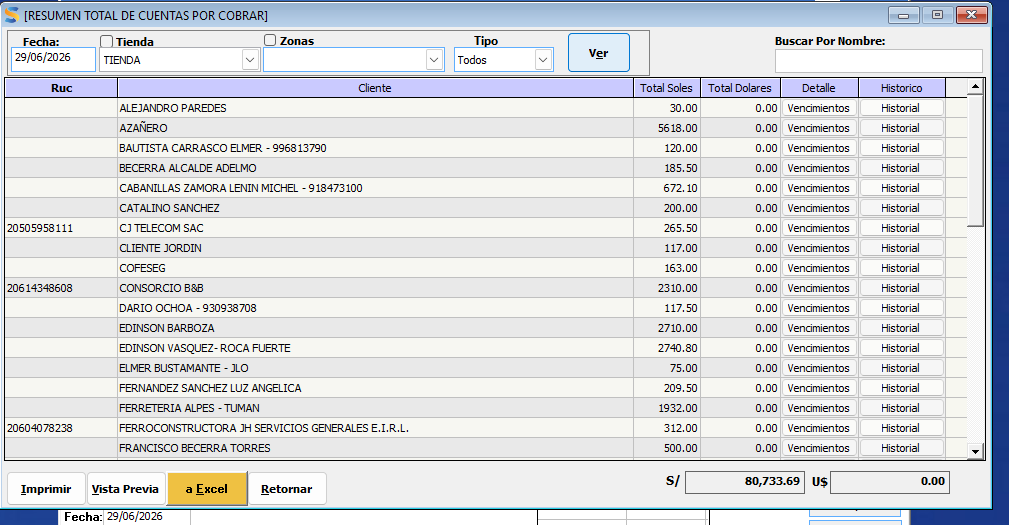 [RESUMEN TOTAL DE CUENTAS POR COBRAR]
Fecha: Tienda Zonas Tipo Buscar Por Nombre:
29/06/2026 TIENDA Todos Ver
Ruc Cliente Total Soles Total Dolares Detalle Historico
ALEJANDRO PAREDES 30.00 0.00 Vencimientos Historial
AZAÑERO 5618.00 0.00 Vencimientos Historial
BAUTISTA CARRASCO ELMER - 996813790 120.00 0.00 Vencimientos Historial
BECERRA ALCALDE ADELMO 185.50 0.00 Vencimientos Historial
CABANILLAS ZAMORA LENIN MICHEL - 918473100 672.10 0.00 Vencimientos Historial
CATALINO SANCHEZ 200.00 0.00 Vencimientos Historial
20505958111 CJ TELECOM SAC 265.50 0.00 Vencimientos Historial
CLIENTE JORDIN 117.00 0.00 Vencimientos Historial
COFESEG 163.00 0.00 Vencimientos Historial
20614348608 CONSORCIO B&B 2310.00 0.00 Vencimientos Historial
DARIO OCHOA - 930938708 117.50 0.00 Vencimientos Historial
EDINSON BARBOZA 2710.00 0.00 Vencimientos Historial
EDINSON VASQUEZ- ROCA FUERTE 2740.80 0.00 Vencimientos Historial
ELMER BUSTAMANTE - JLO 75.00 0.00 Vencimientos Historial
FERNANDEZ SANCHEZ LUZ ANGELICA 209.50 0.00 Vencimientos Historial
FERRETERIA ALPES - TUMAN 1932.00 0.00 Vencimientos Historial
20604078238 FERROCONSTRUCTORA JH SERVICIOS GENERALES E.I.R.L. 312.00 0.00 Vencimientos Historial
FRANCISCO BECERRA TORRES 500.00 0.00 Vencimientos Historial
Imprimir Vista Previa a Excel Retornar S/ 80,733.69 U$ 0.00
Fecha: 29/06/2026